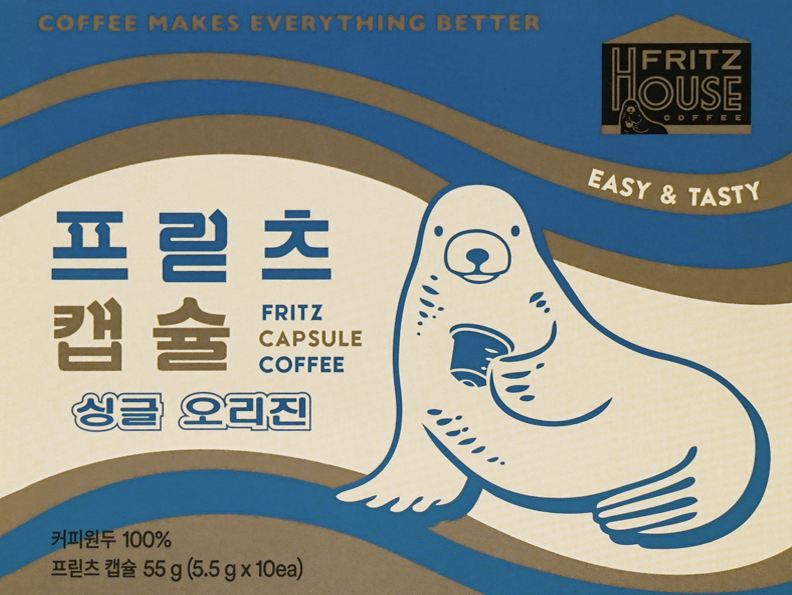 COFFEE MAKES EVERYTHING BETTER
FRITZ
HOUSE
COFFEE
EASY & TASTY
프릳츠
캡슐
FRITZ
CAPSULE
COFFEE
싱글 오리진
커피원두 100%
프릳츠 캡슐 55 g (5.5 g x 10ea)